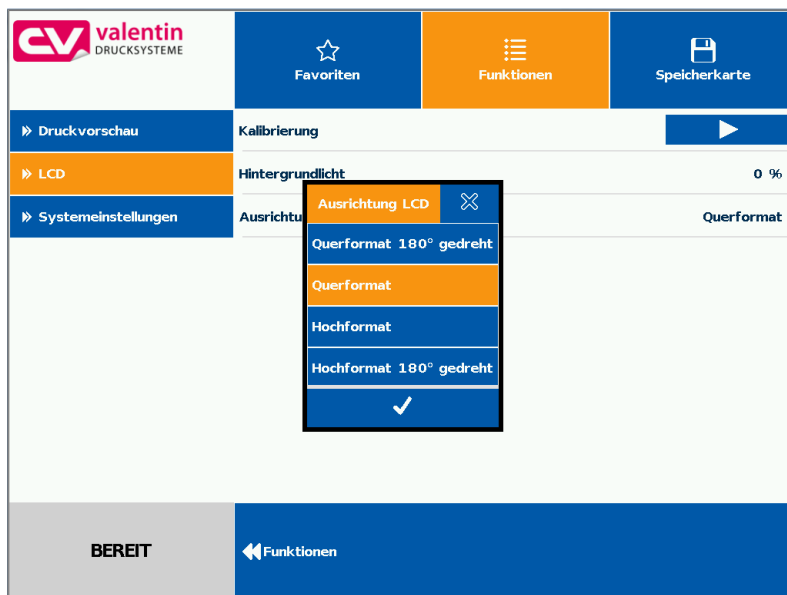 valentin
DRUCKSYSTEME
Favoriten
Funktionen
Speicherkarte
Druckvorschau
Kalibrierung
LCD
Hintergrundlicht
0 %
Systemeinstellungen
Ausrichtu
Querformat
Ausrichtung LCD
Querformat 180° gedreht
Querformat
Hochformat
Hochformat 180° gedreht
BEREIT
Funktionen